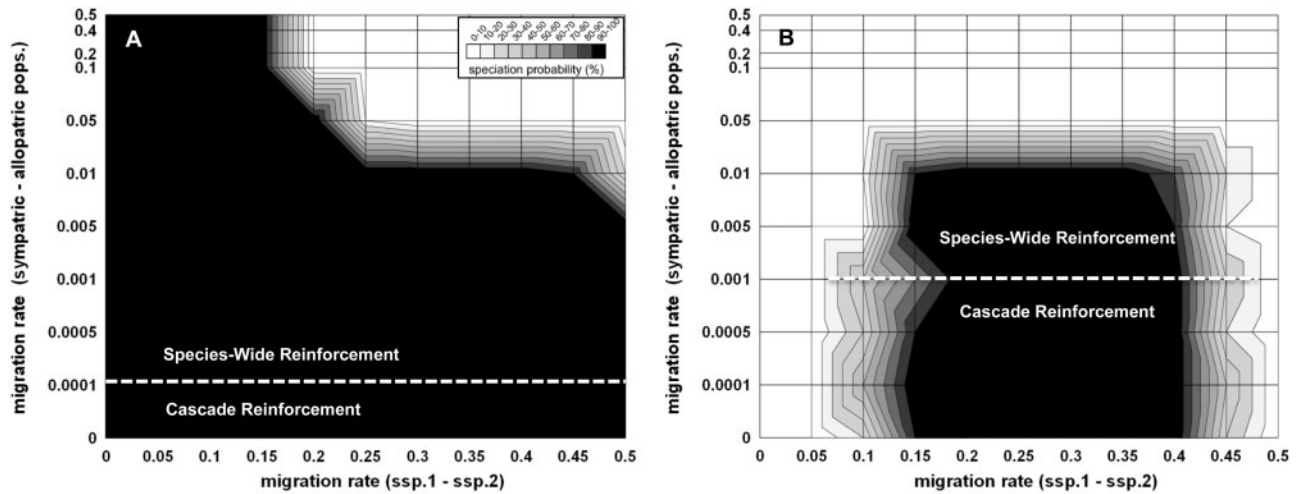 A
0-10
10-20
20-30
30-40
40-50
50-60
60-70
70-80
80-90
90-100
speciation probability (%)
migration rate (sympatric - allopatric pops.)
0.5
0.4
0.2
0.1
0.05
0.01
0.005
0.001
0.0005
0.0001
0
Species-Wide Reinforcement
Cascade Reinforcement
0 0.05 0.1 0.15 0.2 0.25 0.3 0.35 0.4 0.45 0.5
migration rate (ssp.1 - ssp.2)
B
migration rate (sympatric - allopatric pops.)
0.5
0.4
0.2
0.1
0.05
0.01
0.005
0.001
0.0005
0.0001
0
Species-Wide Reinforcement
Cascade Reinforcement
0 0.05 0.1 0.15 0.2 0.25 0.3 0.35 0.4 0.45 0.5
migration rate (ssp.1 - ssp.2)